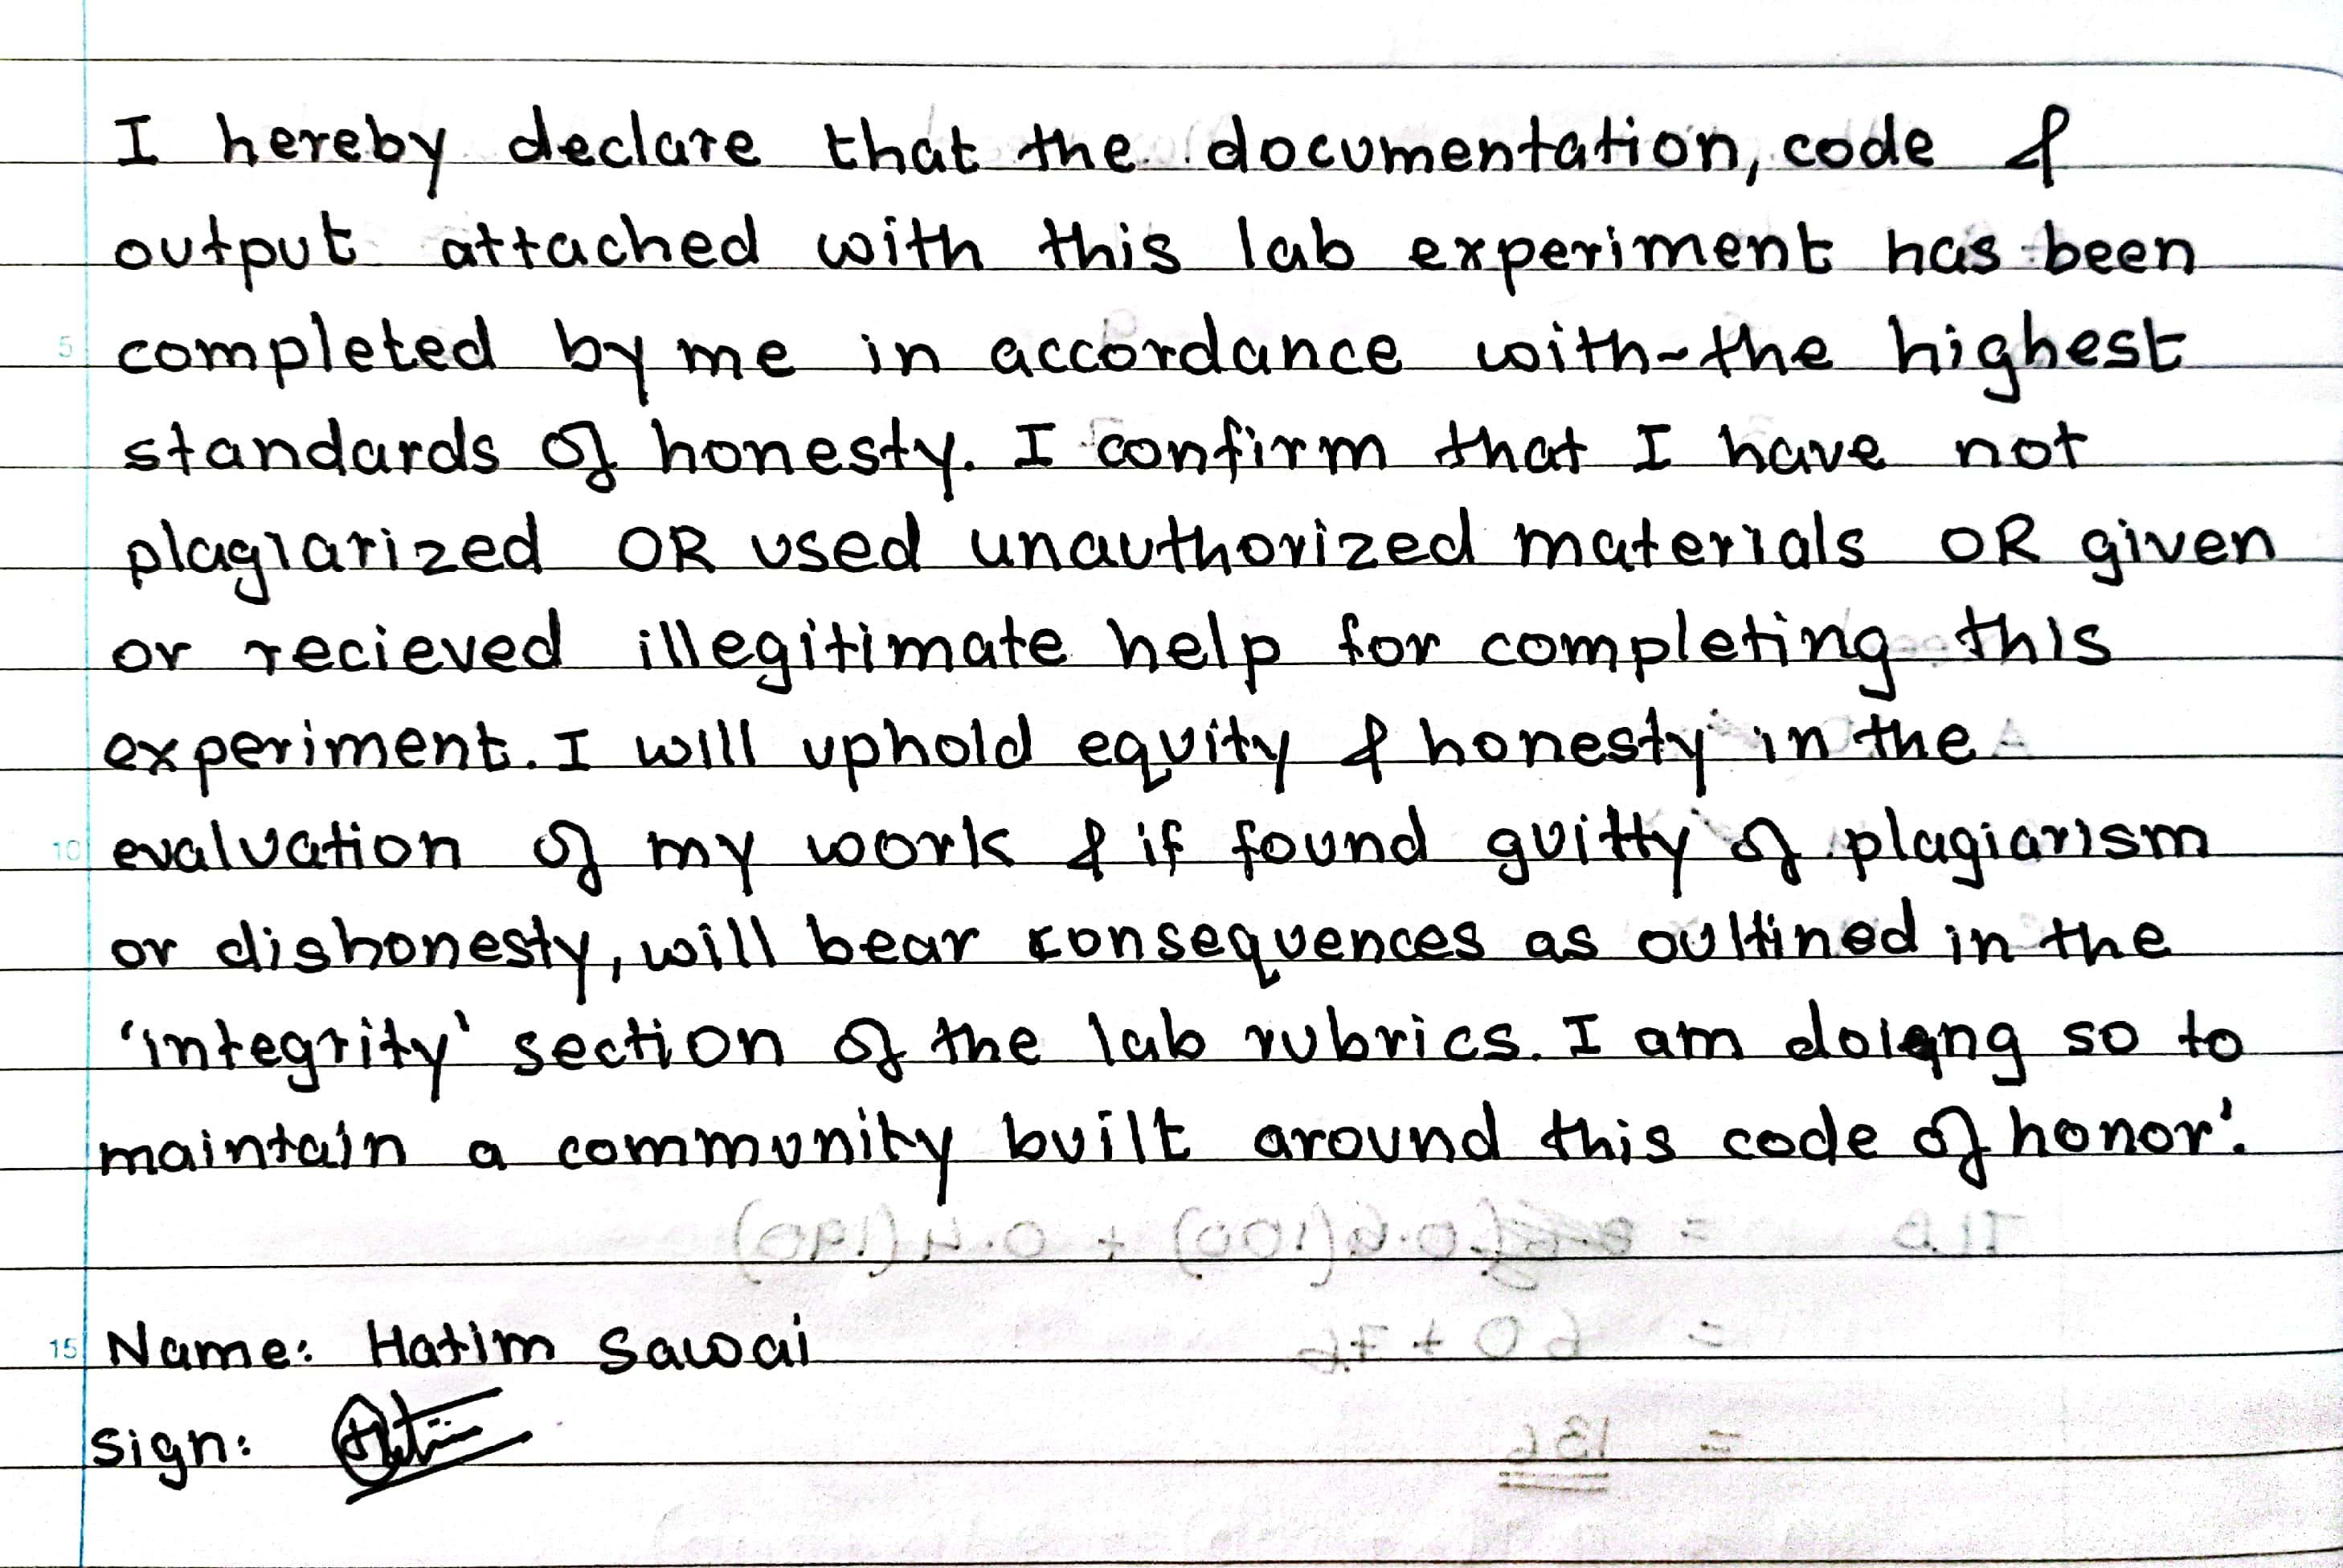 I hereby declare that the documentation, code &
output attached with this lab experiment has been
5 completed by me in accordance with-the highest
standards of honesty. I confirm that I have not
plagiarized OR used unauthorized materials OR given
or recieved illegitimate help for completing this
experiment. I will uphold equity & honesty in the
10 evaluation of my work & if found guilty of plagiarism
or dishonesty, will bear consequences as outlined in the
'integrity' section of the lab rubrics. I am doing so to
maintain a community built around this code of honor'.
15 Name: Hatim Sawai
Sign: